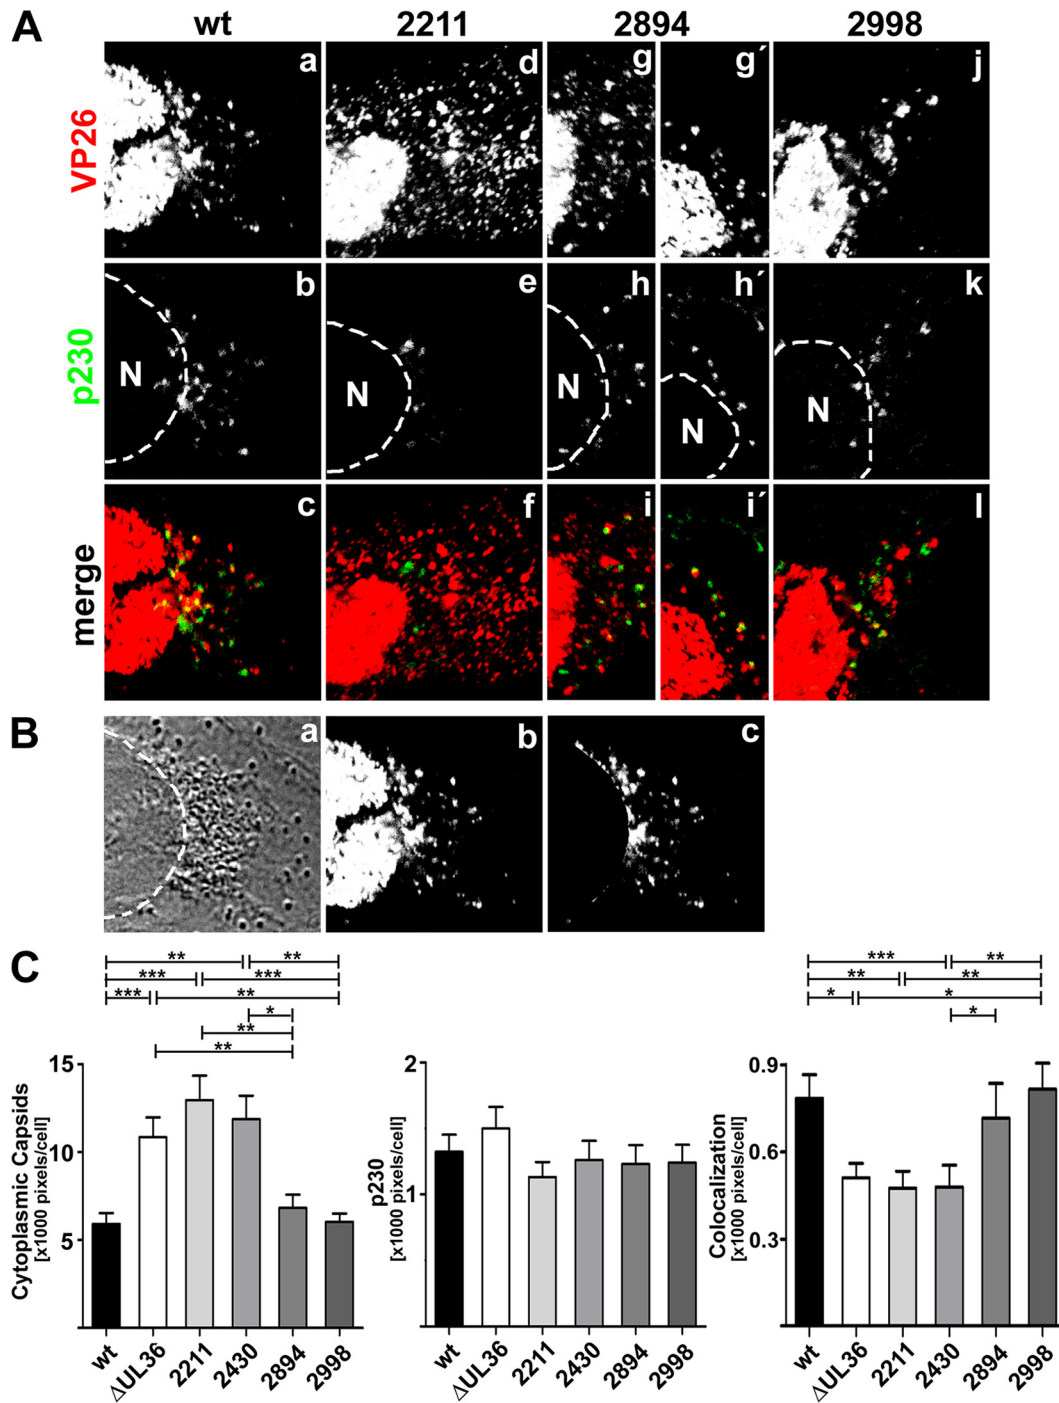 A
wt 2211 2894 2998
VP26
a d g g´ j
p230
b e h h´ k
N N N N N
merge
c f i i´ l
B
a b c
C
** **
*** ***
*** **
*
**
**
*** **
** **
* *
*
Cytoplasmic Capsids
[x1000 pixels/cell]
15
10
5
wt ΔUL36 2211 2430 2894 2998
p230
[x1000 pixels/cell]
2
1
wt ΔUL36 2211 2430 2894 2998
Colocalization
[x1000 pixels/cell]
0.9
0.6
0.3
wt ΔUL36 2211 2430 2894 2998